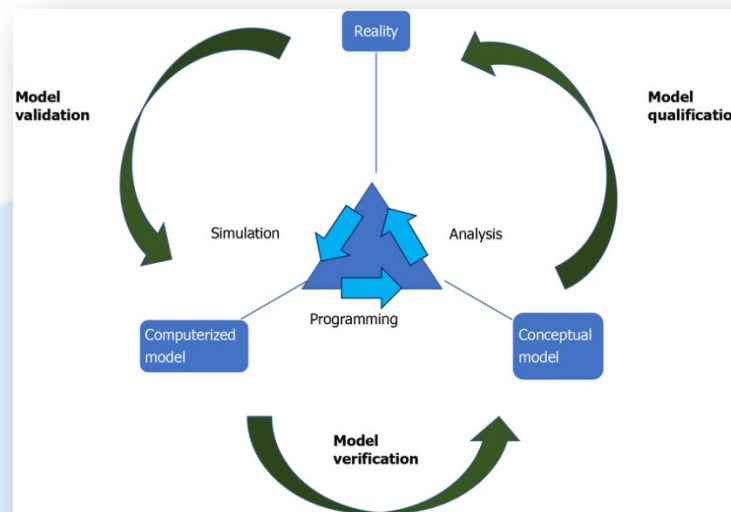 Reality
Model
validation
Model
qualificatio
Simulation
Analysis
Programming
Computerized
model
Conceptual
model
Model
verification